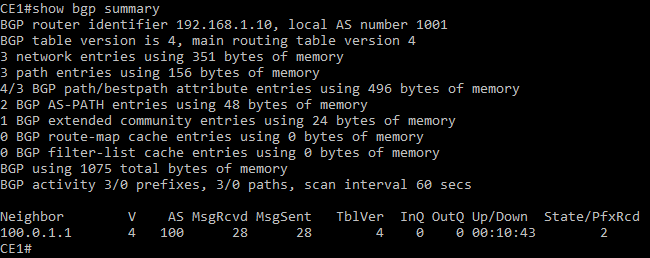 CE1#show bgp summary
BGP router identifier 192.168.1.10, local AS number 1001
BGP table version is 4, main routing table version 4
3 network entries using 351 bytes of memory
3 path entries using 156 bytes of memory
4/3 BGP path/bestpath attribute entries using 496 bytes of memory
2 BGP AS-PATH entries using 48 bytes of memory
1 BGP extended community entries using 24 bytes of memory
0 BGP route-map cache entries using 0 bytes of memory
0 BGP filter-list cache entries using 0 bytes of memory
BGP using 1075 total bytes of memory
BGP activity 3/0 prefixes, 3/0 paths, scan interval 60 secs

Neighbor        V    AS MsgRcvd MsgSent   TblVer  InQ OutQ Up/Down  State/PfxRcd
100.0.1.1       4   100      28      28        4    0    0 00:10:43        2
CE1#